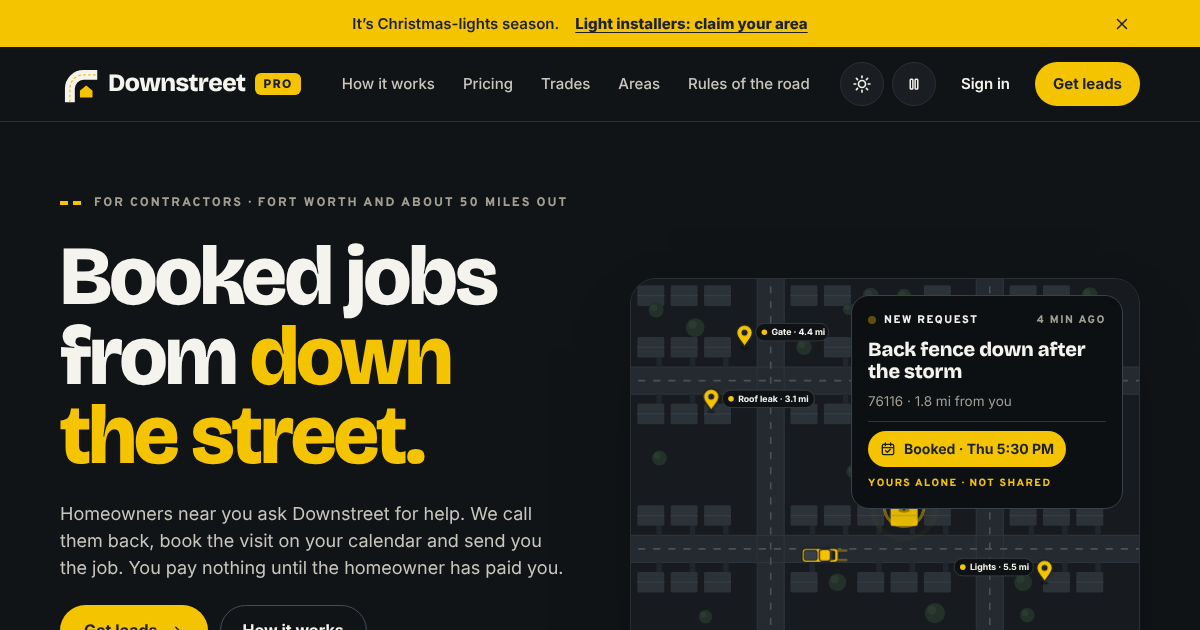 It's Christmas-lights season. Light installers: claim your area
Downstreet PRO How it works Pricing Trades Areas Rules of the road Sign in Get leads
FOR CONTRACTORS · FORT WORTH AND ABOUT 50 MILES OUT
Booked jobs
from down
the street.
Homeowners near you ask Downstreet for help. We call
them back, book the visit on your calendar and send you
the job. You pay nothing until the homeowner has paid you.
Get leads → How it works
Gate · 4.4 mi
Roof leak · 3.1 mi
NEW REQUEST 4 MIN AGO
Back fence down after
the storm
76116 · 1.8 mi from you
Booked · Thu 5:30 PM
YOURS ALONE · NOT SHARED
Lights · 5.5 mi